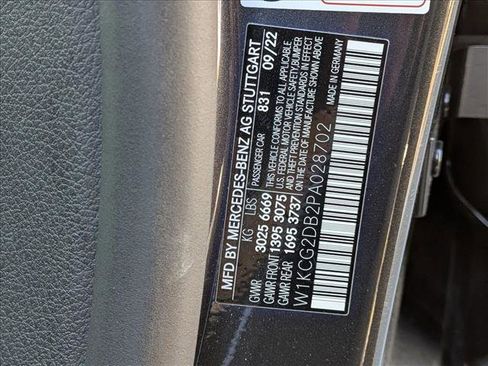 MFD BY MERCEDES-BENZ AG STUTTGART
PASSENGER CAR 831 09/22
KG LBS
GVWR 3025 6669
GAWR FRONT 1395 3075
GAWR REAR 1695 3737
THIS VEHICLE CONFORMS TO ALL APPLICABLE
U.S. FEDERAL MOTOR VEHICLE SAFETY, BUMPER
AND THEFT PREVENTION STANDARDS IN EFFECT
ON THE DATE OF MANUFACTURE SHOWN ABOVE
MADE IN GERMANY
W1KCG2DB2PA028702